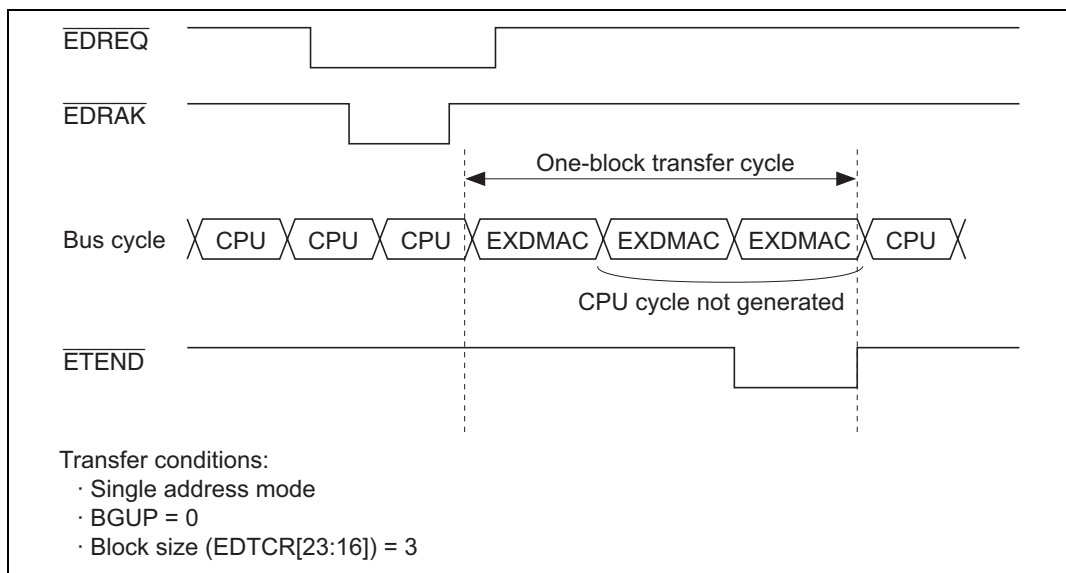 EDREQ
EDRAK
One-block transfer cycle
Bus cycle CPU CPU CPU EXDMAC EXDMAC EXDMAC CPU
CPU cycle not generated
ETEND
Transfer conditions:
· Single address mode
· BGUP = 0
· Block size (EDTCR[23:16]) = 3